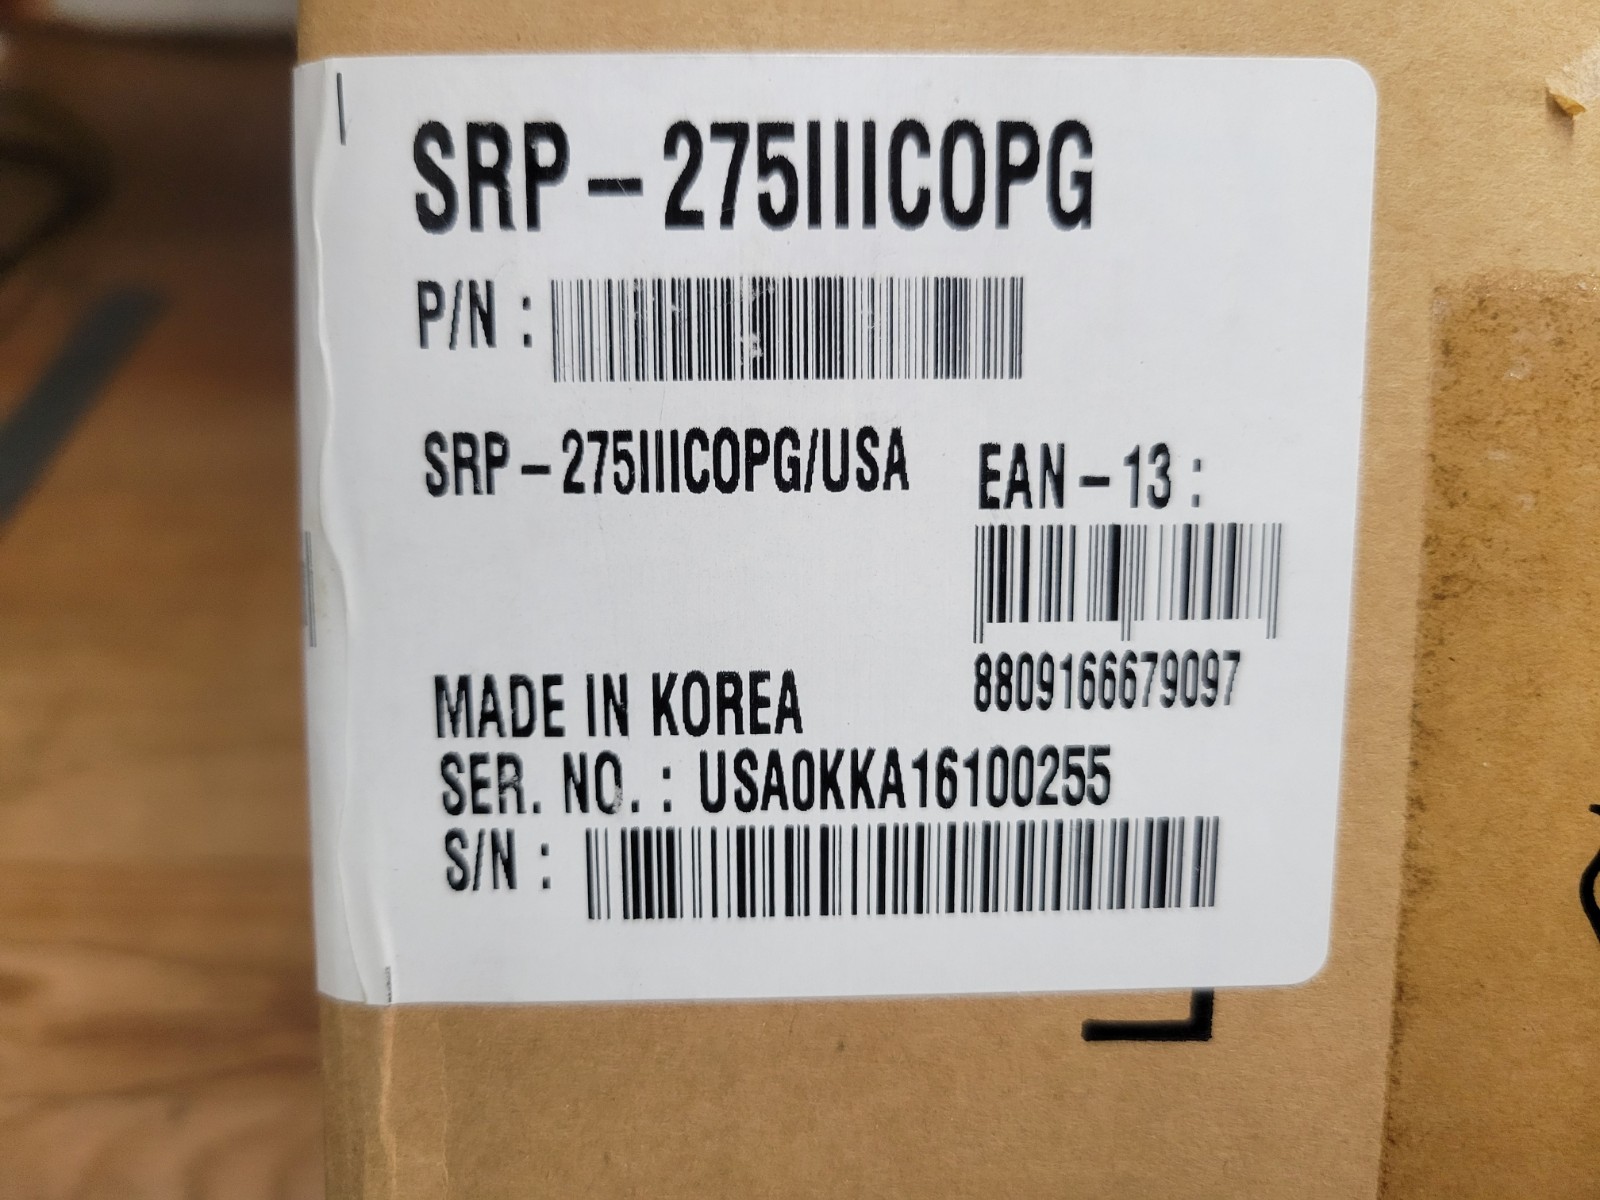 SRP-275IIICOPG
P/N :
SRP-275IIICOPG/USA
EAN-13 :
8809166679097
MADE IN KOREA
SER. NO. : USA0KKA16100255
S/N :